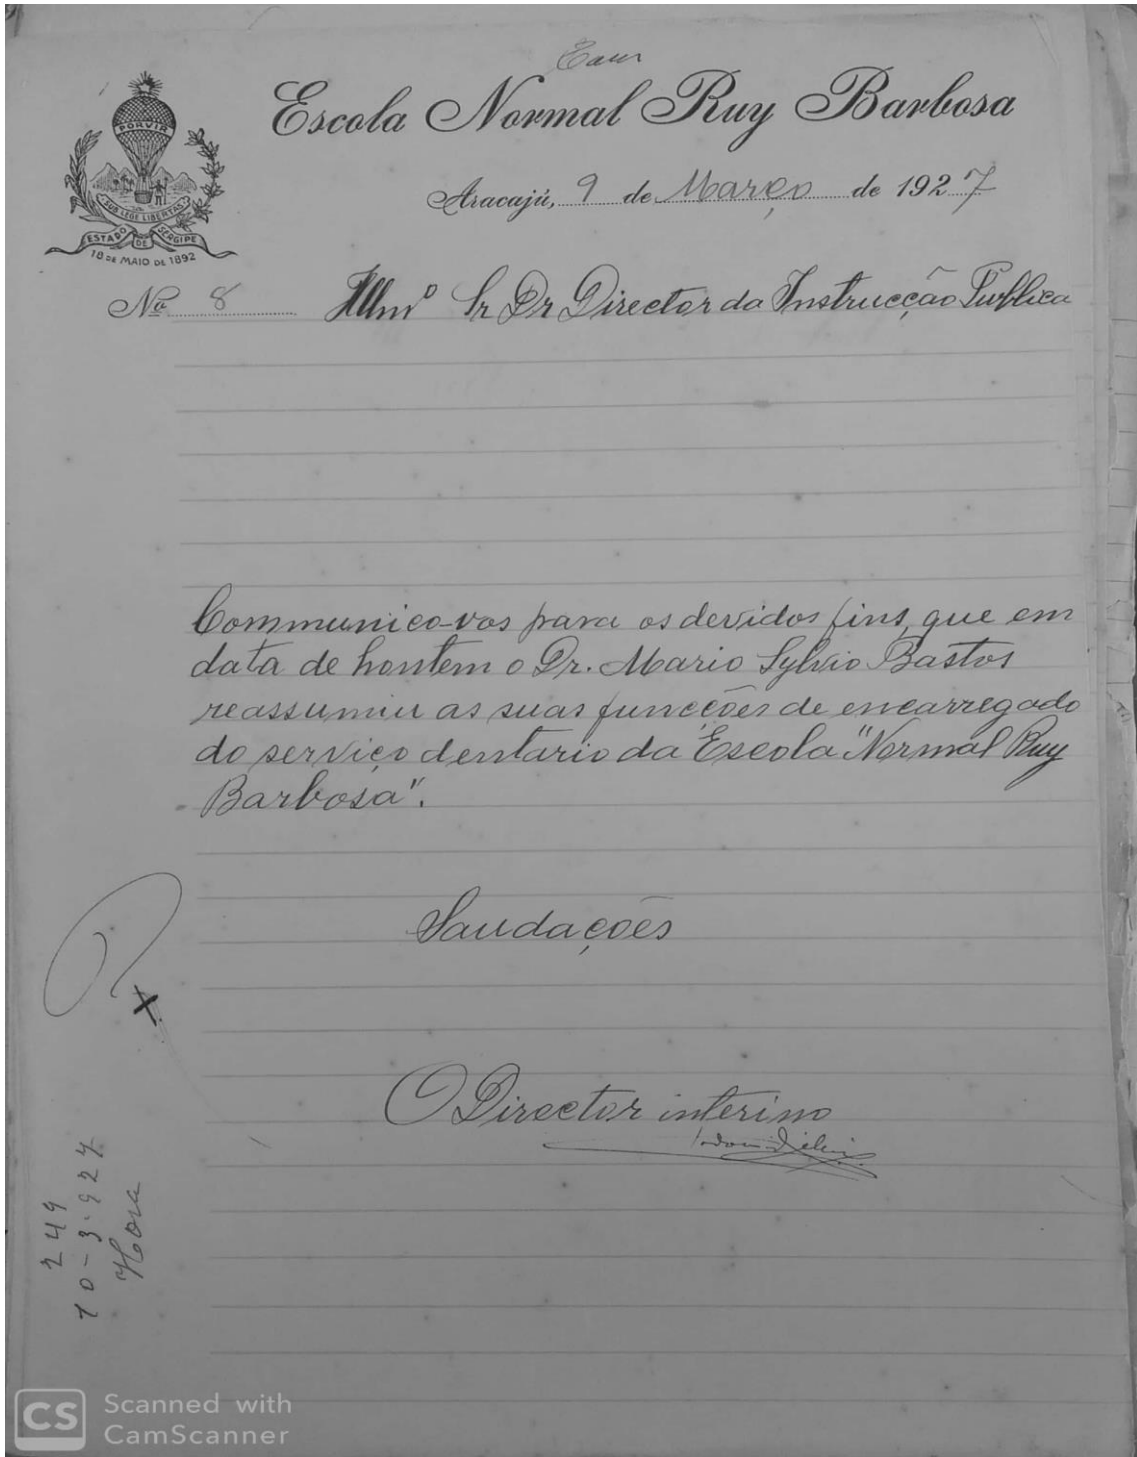 Escola Normal Ruy Barbosa
PORVIR
SUB LEGE LIBERTAS
ESTADO DE SERGIPE
18 DE MAIO DE 1892
Aracajú, 9 de Março de 1927
Nº 8
Illmº Sr Dr Director da Instrucção Publica
Communico-vos para os devidos fins, que em
data de hontem o Dr. Mario Sylvio Bastos
reassumiu as suas funcções de encarregado
do serviço dentario da Escola "Normal Ruy
Barbosa".
Saudações
O Director interino
249
10-3-927
CS Scanned with
CamScanner